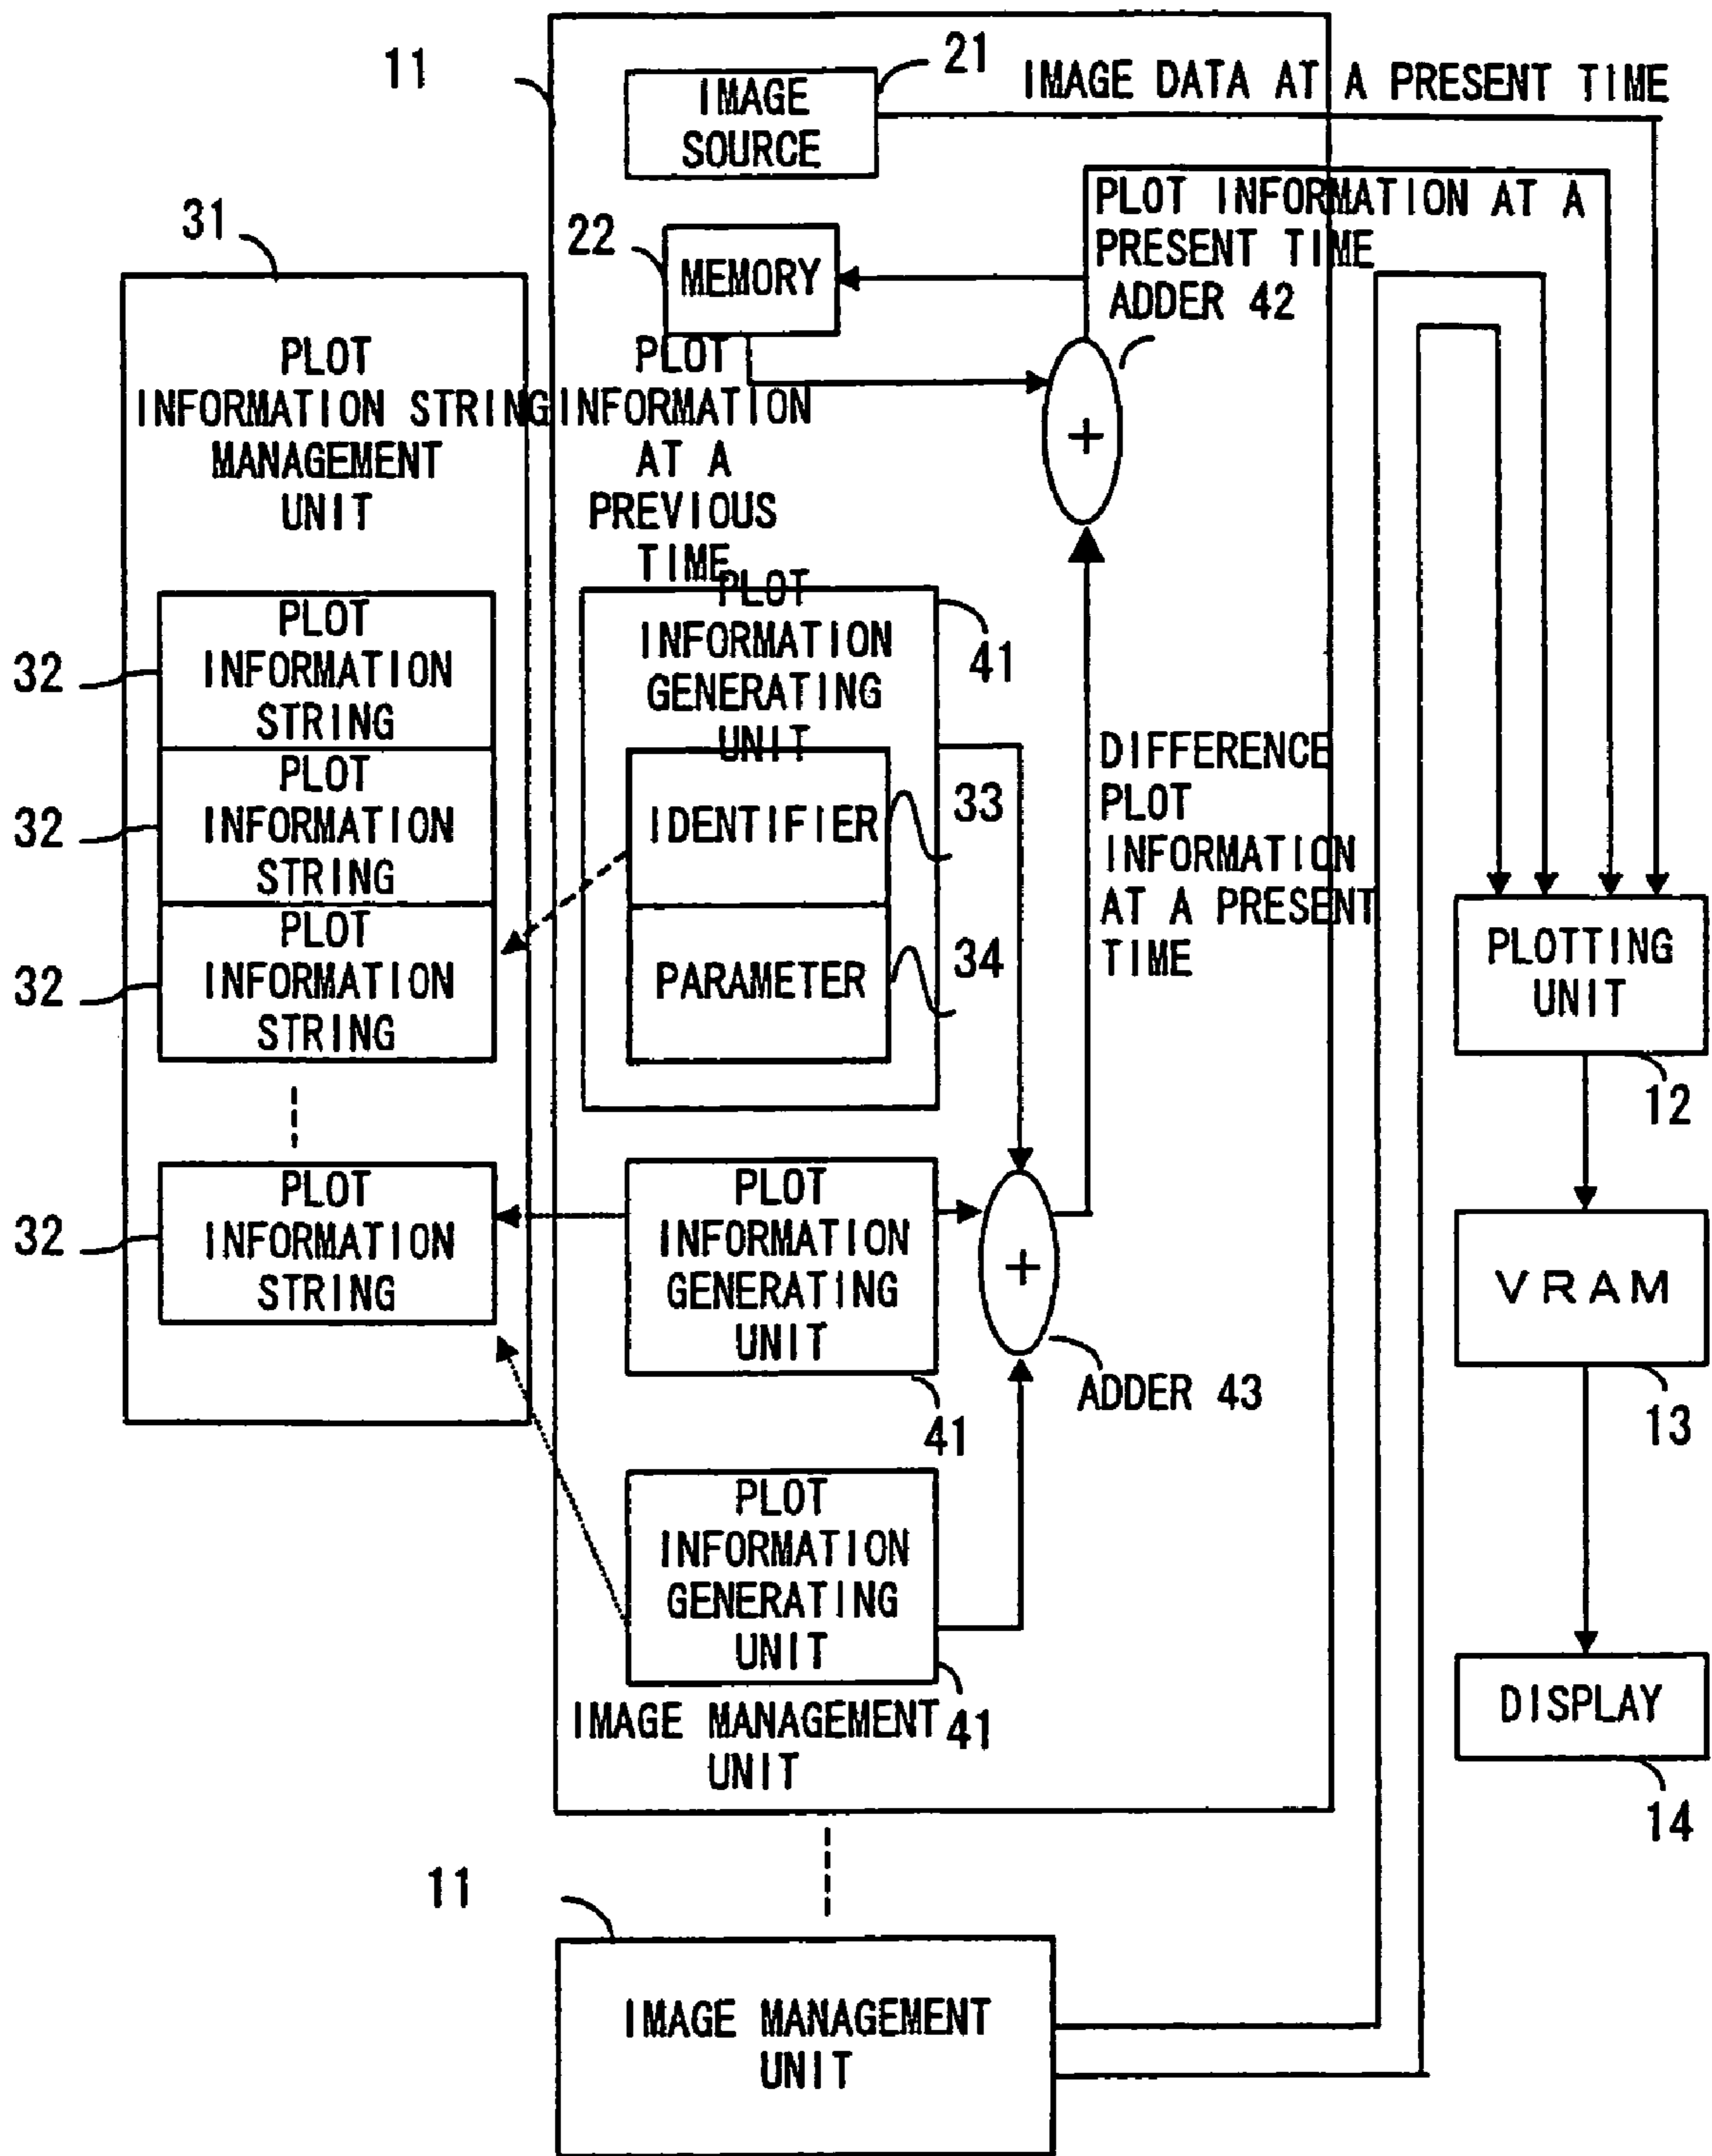 11
21
IMAGE DATA AT A PRESENT TIME
IMAGE
SOURCE
PLOT INFORMATION AT A
PRESENT TIME
31
22
MEMORY
ADDER 42
PLOT
INFORMATION STRING
MANAGEMENT
UNIT
PLOT
INFORMATION
AT A
PREVIOUS
TIME
+
PLOT
INFORMATION
STRING
32
PLOT
INFORMATION
GENERATING
UNIT
41
PLOT
INFORMATION
STRING
32
IDENTIFIER
33
DIFFERENCE
PLOT
INFORMATION
AT A PRESENT
TIME
PLOT
INFORMATION
STRING
32
PARAMETER
34
PLOTTING
UNIT
12
PLOT
INFORMATION
STRING
32
PLOT
INFORMATION
GENERATING
UNIT
41
+
ADDER 43
VRAM
13
PLOT
INFORMATION
GENERATING
UNIT
41
DISPLAY
14
IMAGE MANAGEMENT
UNIT
11
IMAGE MANAGEMENT
UNIT